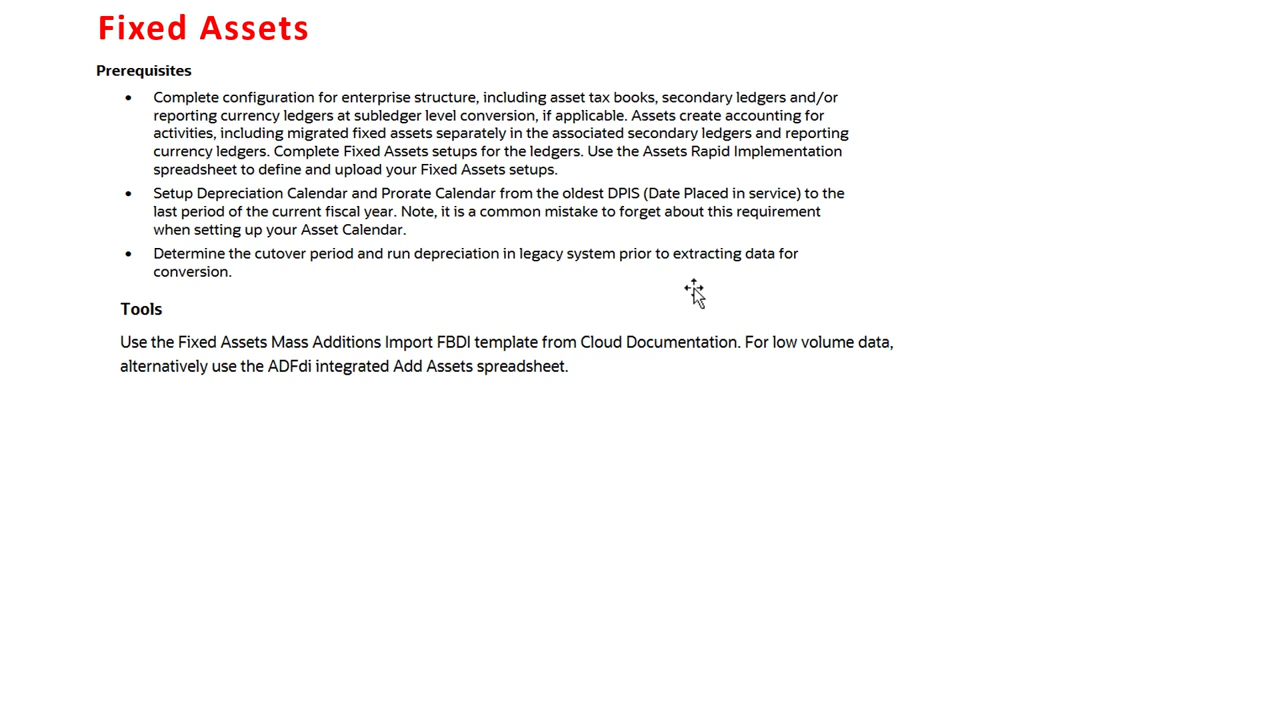 Fixed Assets
Prerequisites
• Complete configuration for enterprise structure, including asset tax books, secondary ledgers and/or
reporting currency ledgers at subledger level conversion, if applicable. Assets create accounting for
activities, including migrated fixed assets separately in the associated secondary ledgers and reporting
currency ledgers. Complete Fixed Assets setups for the ledgers. Use the Assets Rapid Implementation
spreadsheet to define and upload your Fixed Assets setups.
• Setup Depreciation Calendar and Prorate Calendar from the oldest DPIS (Date Placed in service) to the
last period of the current fiscal year. Note, it is a common mistake to forget about this requirement
when setting up your Asset Calendar.
• Determine the cutover period and run depreciation in legacy system prior to extracting data for
conversion.
Tools
Use the Fixed Assets Mass Additions Import FBDI template from Cloud Documentation. For low volume data,
alternatively use the ADFdi integrated Add Assets spreadsheet.